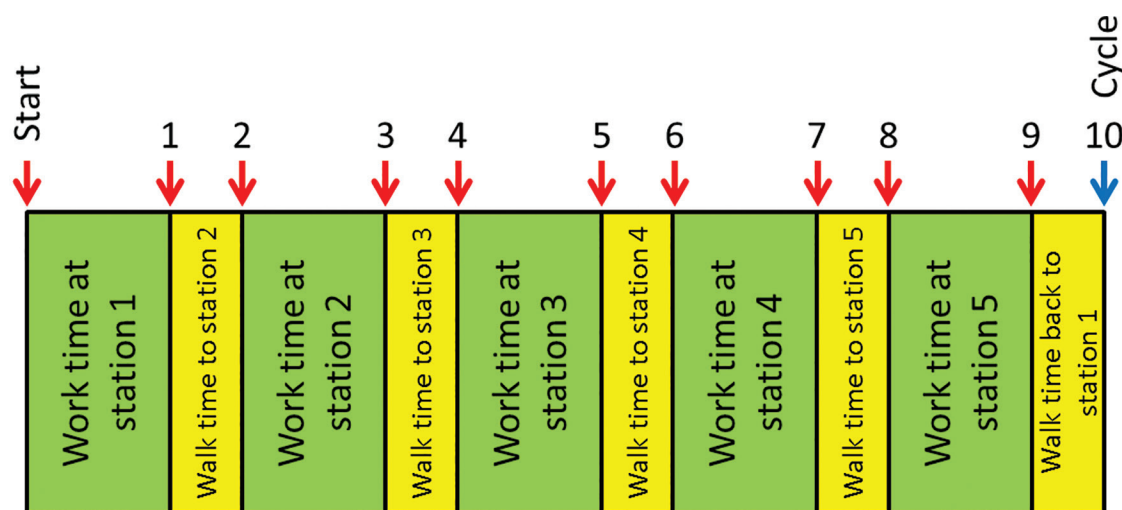 Start
1
2
3
4
5
6
7
8
9
10
Cycle
Work time at
station 1
Walk time to station 2
Work time at
station 2
Walk time to station 3
Work time at
station 3
Walk time to station 4
Work time at
station 4
Walk time to station 5
Work time at
station 5
Walk time back to
station 1